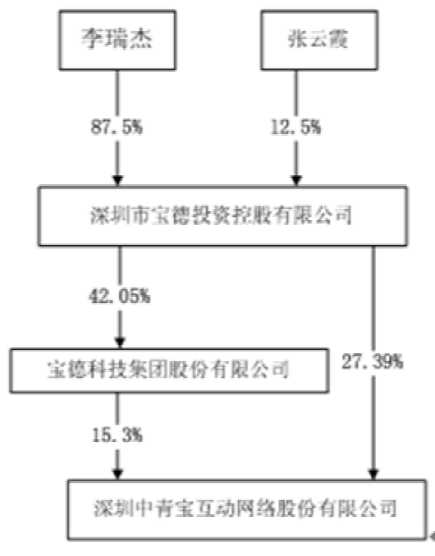 李瑞杰
张云霞
87.5%
12.5%
深圳市宝德投资控股有限公司
42.05%
宝德科技集团股份有限公司
27.39%
15.3%
深圳中青宝互动网络股份有限公司